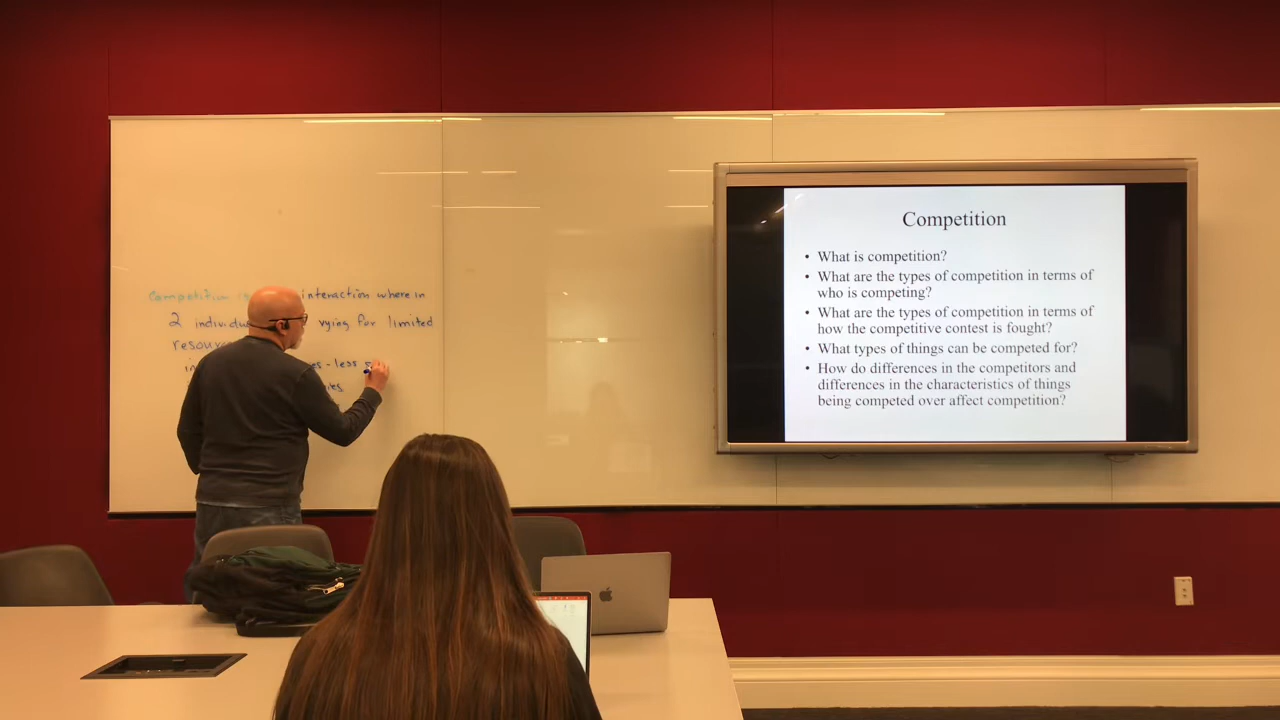 Competition interaction where in
2 vying for limited
- less
Competition
• What is competition?
• What are the types of competition in terms of
who is competing?
• What are the types of competition in terms of
how the competitive contest is fought?
• What types of things can be competed for?
• How do differences in the competitors and
differences in the characteristics of things
being competed over affect competition?